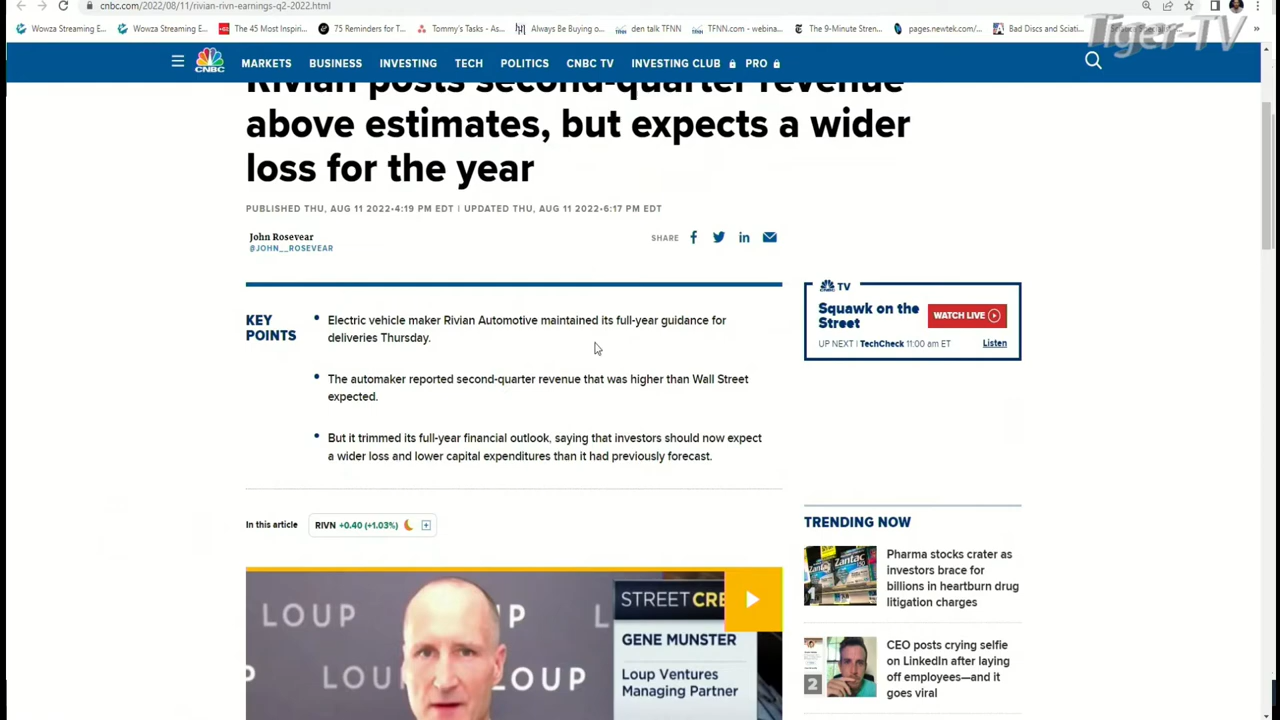 cnbc.com/2022/08/11/rivian-rivn-earnings-q2-2022.html
Wowza Streaming E... Wowza Streaming E... The 45 Most Inspiri... 75 Reminders for T... Tommy's Tasks - As... Always Be Buying o... den talk TFNN TFNN.com - webina... The 9-Minute Stren... pages.newtek.com/... Bad Discs and Sciati... »
Tiger-TV
CNBC MARKETS BUSINESS INVESTING TECH POLITICS CNBC TV INVESTING CLUB PRO
Rivian posts second-quarter revenue
above estimates, but expects a wider
loss for the year
PUBLISHED THU, AUG 11 2022•4:19 PM EDT | UPDATED THU, AUG 11 2022•6:17 PM EDT
John Rosevear
@JOHN__ROSEVEAR
SHARE
KEY
POINTS
Electric vehicle maker Rivian Automotive maintained its full-year guidance for
deliveries Thursday.
The automaker reported second-quarter revenue that was higher than Wall Street
expected.
But it trimmed its full-year financial outlook, saying that investors should now expect
a wider loss and lower capital expenditures than it had previously forecast.
In this article RIVN +0.40 (+1.03%)
LOUP
LOU
OUP
STREET CRE
GENE MUNSTER
Loup Ventures
Managing Partner
CNBC TV
Squawk on the
Street
WATCH LIVE
UP NEXT | TechCheck 11:00 am ET Listen
TRENDING NOW
1
Zantac
Pharma stocks crater as
investors brace for
billions in heartburn drug
litigation charges
2
CEO posts crying selfie
on LinkedIn after laying
off employees—and it
goes viral